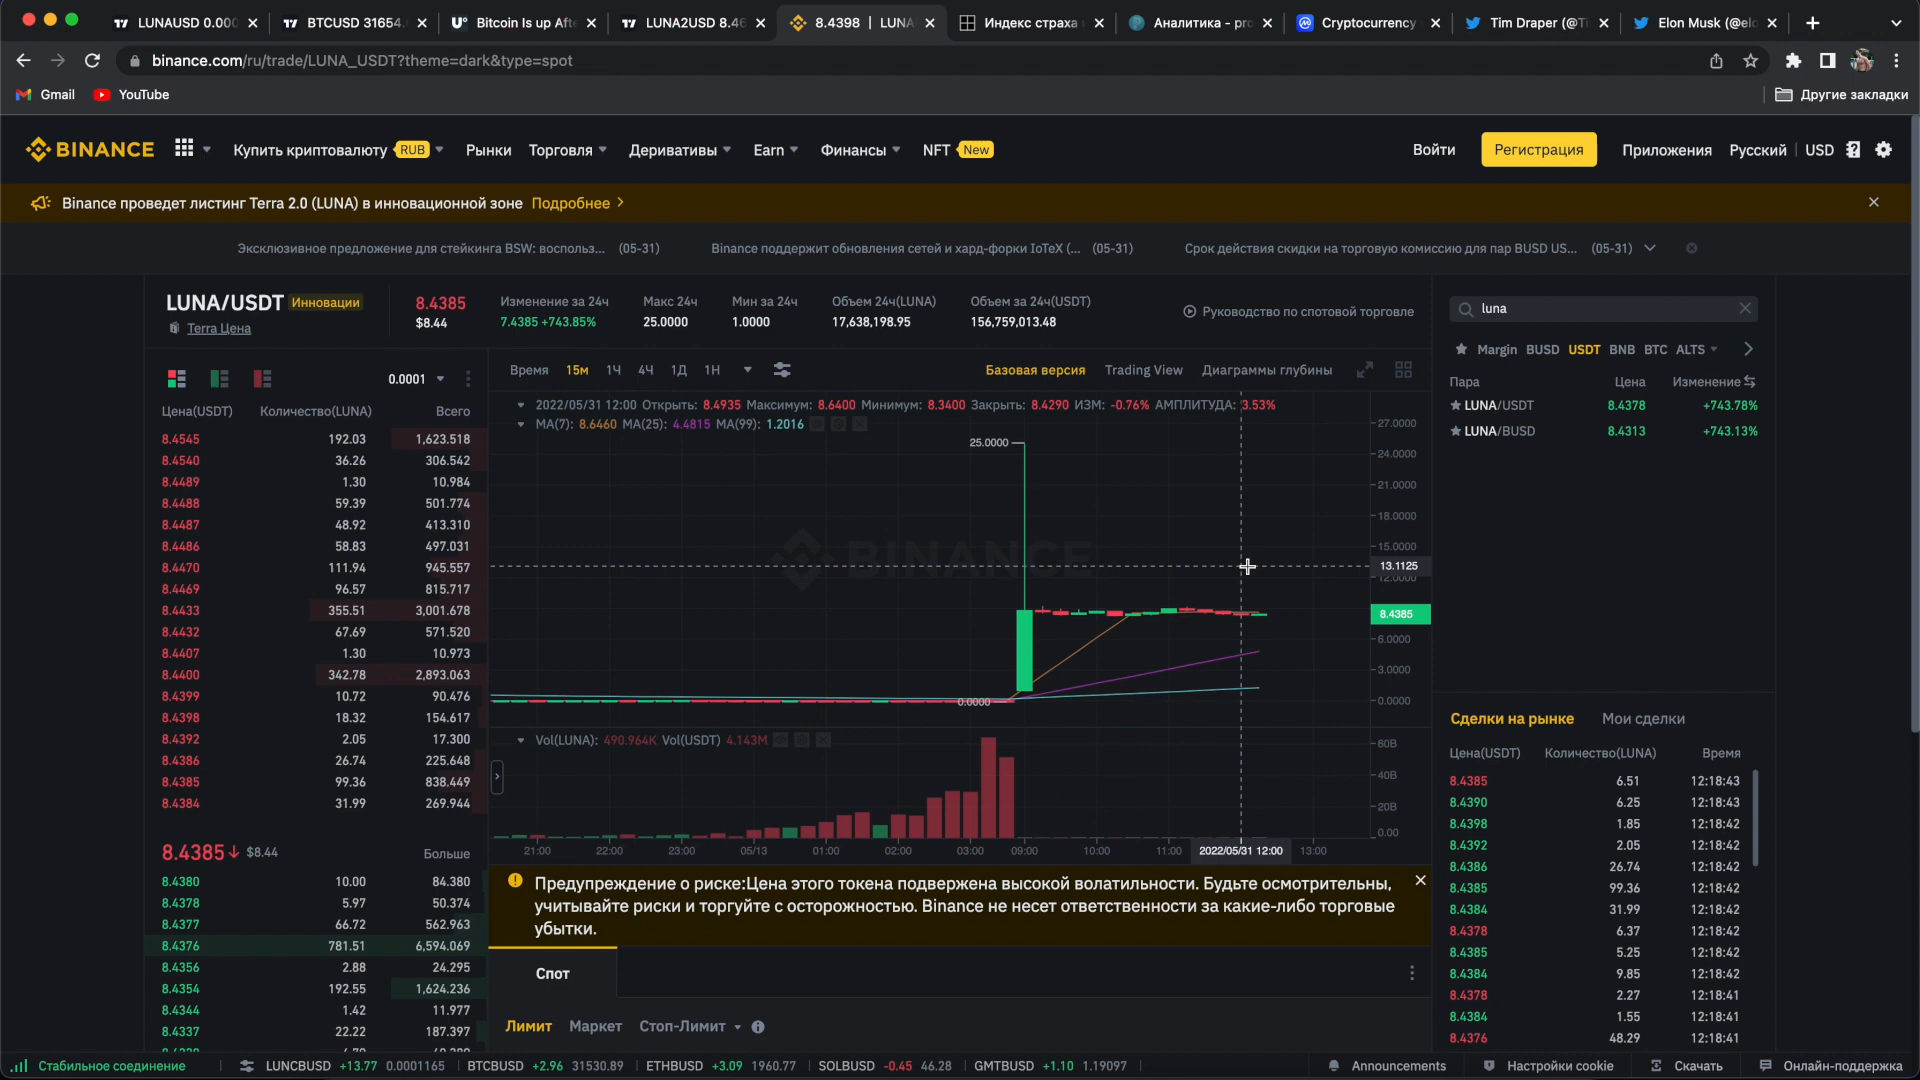 LUNAUSD 0.000
BTCUSD 31654.
Bitcoin Is up Afte
LUNA2USD 8.46
8.4398 | LUNA
Индекс страха
Аналитика - pro
Cryptocurrency
Tim Draper (@Ti
Elon Musk (@elo
binance.com/ru/trade/LUNA_USDT?theme=dark&type=spot
Gmail
YouTube
Другие закладки
BINANCE
Купить криптовалюту RUB
Рынки
Торговля
Деривативы
Earn
Финансы
NFT New
Войти
Регистрация
Приложения
Русский
USD
Binance проведет листинг Terra 2.0 (LUNA) в инновационной зоне Подробнее
Эксклюзивное предложение для стейкинга BSW: воспольз... (05-31)
Binance поддержит обновления сетей и хард-форки IoTeX (... (05-31)
Срок действия скидки на торговую комиссию для пар BUSD US... (05-31)
LUNA/USDT Инновации
Terra Цена
8.4385
$8.44
Изменение за 24ч
7.4385 +743.85%
Макс 24ч
25.0000
Мин за 24ч
1.0000
Объем 24ч(LUNA)
17,638,198.95
Объем за 24ч(USDT)
156,759,013.48
Руководство по спотовой торговле
0.0001
Цена(USDT) Количество(LUNA) Всего
8.4545 192.03 1,623.518
8.4540 36.26 306.542
8.4489 1.30 10.984
8.4488 59.39 501.774
8.4487 48.92 413.310
8.4486 58.83 497.031
8.4470 111.94 945.557
8.4469 96.57 815.717
8.4433 355.51 3,001.678
8.4432 67.69 571.520
8.4407 1.30 10.973
8.4400 342.78 2,893.063
8.4399 10.72 90.476
8.4398 18.32 154.617
8.4392 2.05 17.300
8.4386 26.74 225.648
8.4385 99.36 838.449
8.4384 31.99 269.944
8.4385 $8.44 Больше
8.4380 10.00 84.380
8.4378 5.97 50.374
8.4377 66.72 562.963
8.4376 781.51 6,594.069
8.4356 2.88 24.295
8.4354 192.55 1,624.236
8.4344 1.42 11.977
8.4337 22.22 187.397
Время 15м 1Ч 4Ч 1Д 1Н
Базовая версия Trading View Диаграммы глубины
2022/05/31 12:00 Открыть: 8.4935 Максимум: 8.6400 Минимум: 8.3400 Закрыть: 8.4290 ИЗМ: -0.76% АМПЛИТУДА: 3.53%
MA(7): 8.6460 MA(25): 4.4815 MA(99): 1.2016
25.0000
BINANCE
0.0000
27.0000
24.0000
21.0000
18.0000
15.0000
13.1125
12.0000
8.4385
6.0000
3.0000
0.0000
Vol(LUNA): 490.964K Vol(USDT) 4.143M
60B
40B
20B
0.00
21:00 22:00 23:00 05/13 01:00 02:00 03:00 09:00 10:00 11:00 2022/05/31 12:00 13:00
Предупреждение о риске:Цена этого токена подвержена высокой волатильности. Будьте осмотрительны,
учитывайте риски и торгуйте с осторожностью. Binance не несет ответственности за какие-либо торговые
убытки.
Спот
Лимит Маркет Стоп-Лимит
luna
Margin BUSD USDT BNB BTC ALTS
Пара Цена Изменение
LUNA/USDT 8.4378 +743.78%
LUNA/BUSD 8.4313 +743.13%
Сделки на рынке Мои сделки
Цена(USDT) Количество(LUNA) Время
8.4385 6.51 12:18:43
8.4390 6.25 12:18:43
8.4398 1.85 12:18:42
8.4392 2.05 12:18:42
8.4386 26.74 12:18:42
8.4385 99.36 12:18:42
8.4384 31.99 12:18:42
8.4378 6.37 12:18:42
8.4385 5.25 12:18:42
8.4384 9.85 12:18:42
8.4378 2.27 12:18:41
8.4384 1.55 12:18:41
8.4376 48.29 12:18:41
Стабильное соединение
LUNCBUSD +13.77 0.0001165
BTCBUSD +2.96 31530.89
ETHBUSD +3.09 1960.77
SOLBUSD -0.45 46.28
GMTBUSD +1.10 1.19097
Announcements
Настройки cookie
Скачать
Онлайн-поддержка